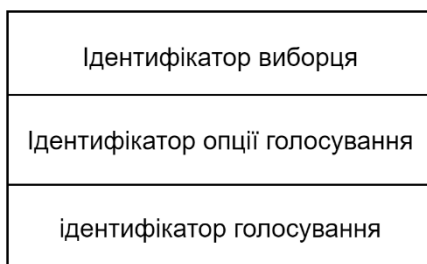 Ідентифікатор виборця
Ідентифікатор опції голосування
ідентифікатор голосування